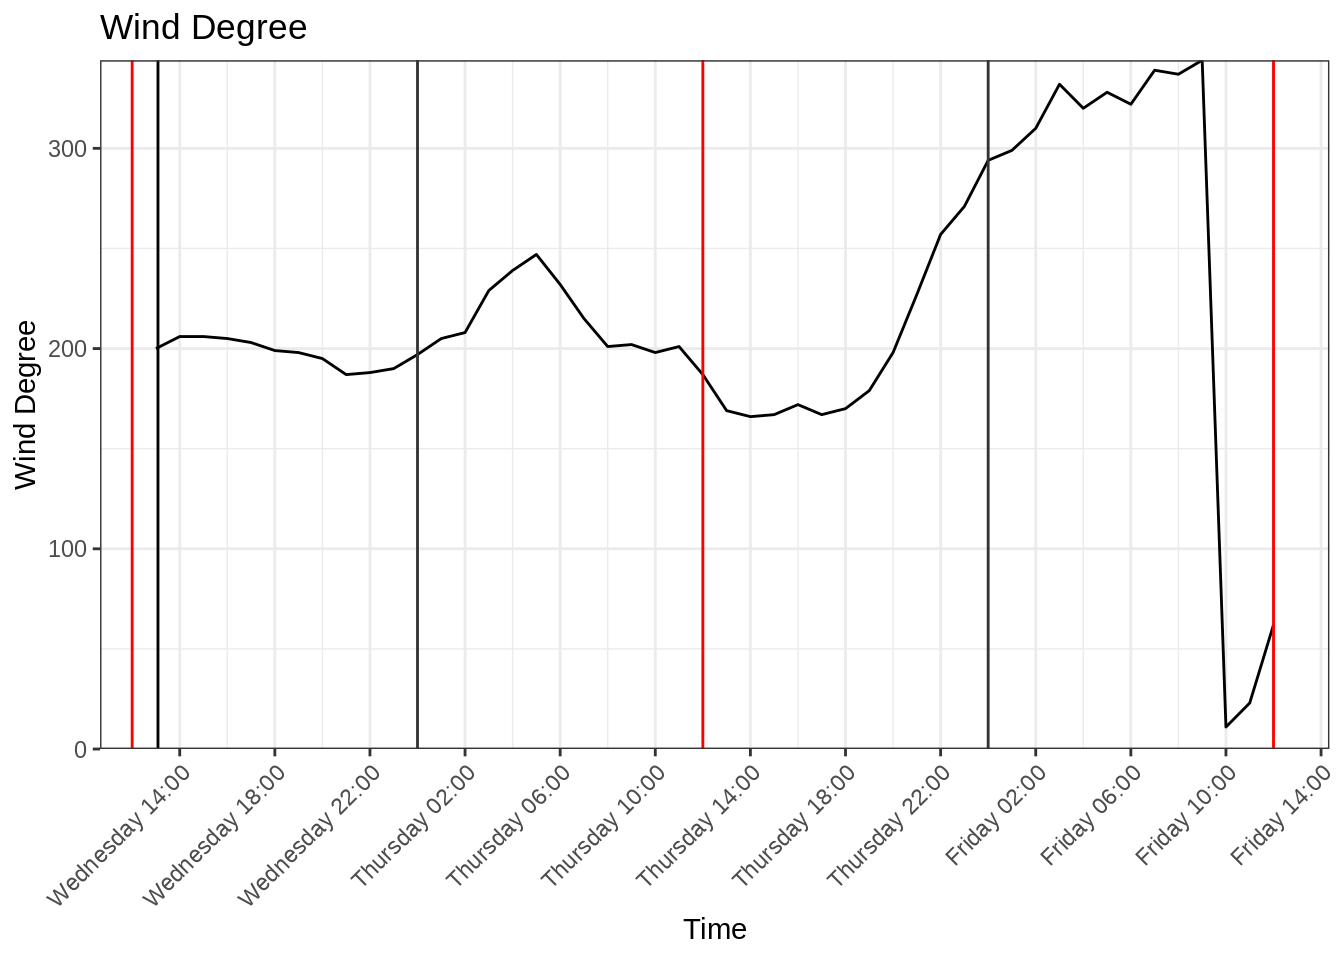 Wind Degree
Wind Degree
300
200
100
0
Wednesday 14:00
Wednesday 18:00
Wednesday 22:00
Thursday 02:00
Thursday 06:00
Thursday 10:00
Thursday 14:00
Thursday 18:00
Thursday 22:00
Friday 02:00
Friday 06:00
Friday 10:00
Friday 14:00
Time